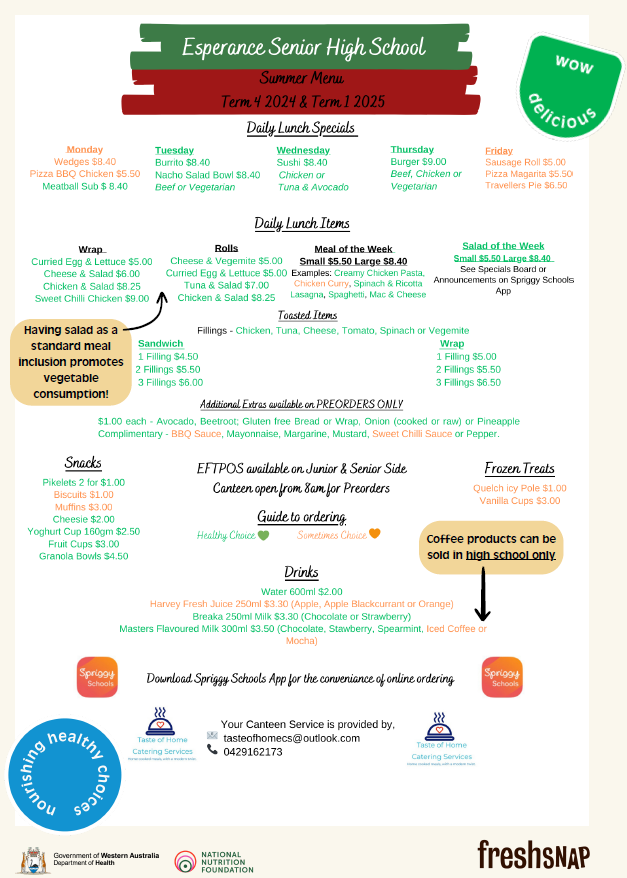 Esperance Senior High School
Summer Menu
Term 4 2024 & Term 1 2025
wow
delicious
Daily Lunch Specials
Monday
Wedges $8.40
Pizza BBQ Chicken $5.50
Meatball Sub $ 8.40
Tuesday
Burrito $8.40
Nacho Salad Bowl $8.40
Beef or Vegetarian
Wednesday
Sushi $8.40
Chicken or
Tuna & Avocado
Thursday
Burger $9.00
Beef, Chicken or
Vegetarian
Friday
Sausage Roll $5.00
Pizza Magarita $5.50
Travellers Pie $6.50
Daily Lunch Items
Wrap
Curried Egg & Lettuce $5.00
Cheese & Salad $6.00
Chicken & Salad $8.25
Sweet Chilli Chicken $9.00
Rolls
Cheese & Vegemite $5.00
Curried Egg & Lettuce $5.00
Tuna & Salad $7.00
Chicken & Salad $8.25
Meal of the Week
Small $5.50 Large $8.40
Examples: Creamy Chicken Pasta,
Chicken Curry, Spinach & Ricotta
Lasagna, Spaghetti, Mac & Cheese
Salad of the Week
Small $5.50 Large $8.40
See Specials Board or
Announcements on Spriggy Schools
App
Having salad as a
standard meal
inclusion promotes
vegetable
consumption!
Toasted Items
Fillings - Chicken, Tuna, Cheese, Tomato, Spinach or Vegemite
Sandwich
1 Filling $4.50
2 Fillings $5.50
3 Fillings $6.00
Wrap
1 Filling $5.00
2 Fillings $5.50
3 Fillings $6.50
Additional Extras available on PREORDERS ONLY
$1.00 each - Avocado, Beetroot; Gluten free Bread or Wrap, Onion (cooked or raw) or Pineapple
Complimentary - BBQ Sauce, Mayonnaise, Margarine, Mustard, Sweet Chilli Sauce or Pepper.
Snacks
Pikelets 2 for $1.00
Biscuits $1.00
Muffins $3.00
Cheesie $2.00
Yoghurt Cup 160gm $2.50
Fruit Cups $3.00
Granola Bowls $4.50
EFTPOS available on Junior & Senior Side
Canteen open from 8am for Preorders
Guide to ordering
Healthy Choice
Sometimes Choice
Frozen Treats
Quelch icy Pole $1.00
Vanilla Cups $3.00
Coffee products can be
sold in high school only
Drinks
Water 600ml $2.00
Harvey Fresh Juice 250ml $3.30 (Apple, Apple Blackcurrant or Orange)
Breaka 250ml Milk $3.30 (Chocolate or Strawberry)
Masters Flavoured Milk 300ml $3.50 (Chocolate, Stawberry, Spearmint, Iced Coffee or
Mocha)
Spriggy
Schools
Download Spriggy Schools App for the conveniance of online ordering
Spriggy
Schools
Taste of Home
Catering Services
Your Canteen Service is provided by,
tasteofhomecs@outlook.com
0429162173
Taste of Home
Catering Services
nourishing healthy choices
Government of Western Australia
Department of Health
NATIONAL
NUTRITION
FOUNDATION
freshSNAP